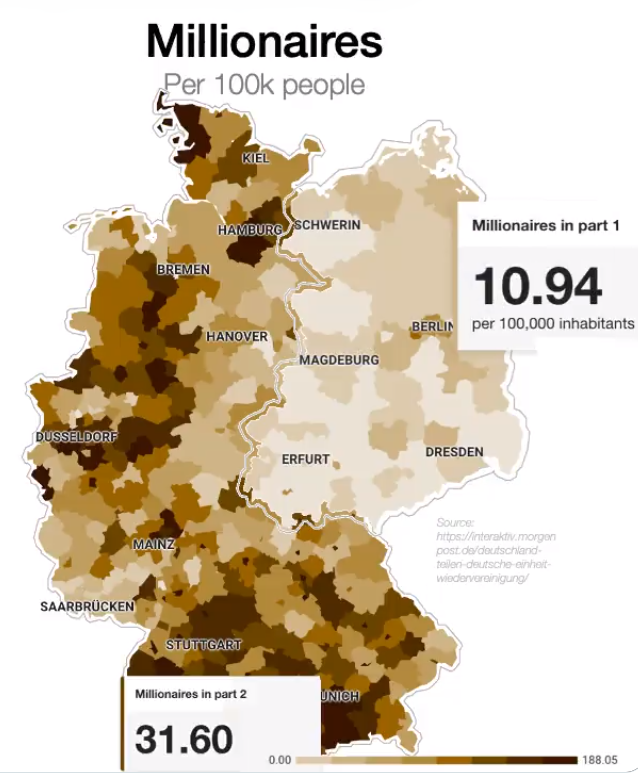 Millionaires
Per 100k people
KIEL
HAMBURG
SCHWERIN
Millionaires in part 1
10.94
per 100,000 inhabitants
BREMEN
BERLIN
HANOVER
MAGDEBURG
DUSSELDORF
ERFURT
DRESDEN
Source:
https://interaktiv.morgen
post.de/deutschland-
teilen-deutsche-einheit-
wiedervereinigung/
MAINZ
SAARBRÜCKEN
STUTTGART
UNICH
Millionaires in part 2
31.60
0.00
188.05